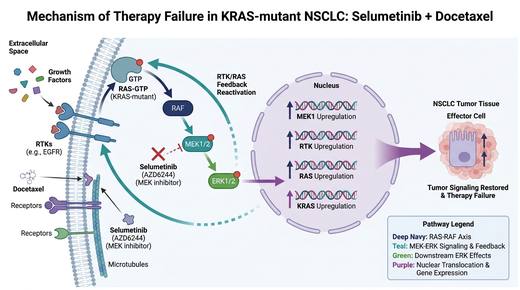 Mechanism of Therapy Failure in KRAS-mutant NSCLC: Selumetinib + Docetaxel
Extracellular
Space
Growth
Factors
RTKs
(e.g., EGFR)
Docetaxel
Receptors
Receptors
Selumetinib
(AZD6244)
(MEK inhibitor)
Microtubules
GTP
RAS-GTP
(KRAS-mutant)
RAF
MEK1/2
ERK1/2
Selumetinib
(AZD6244)
(MEK inhibitor)
RTK/RAS
Feedback
Reactivation
Nucleus
MEK1 Upregulation
RTK Upregulation
RAS Upregulation
KRAS Upregulation
NSCLC Tumor Tissue
Effector Cell
Tumor Signaling Restored
& Therapy Failure
Pathway Legend
Deep Navy: RAS-RAF Axis
Teal: MEK-ERK Signaling & Feedback
Green: Downstream ERK Effects
Purple: Nuclear Translocation &
Gene Expression